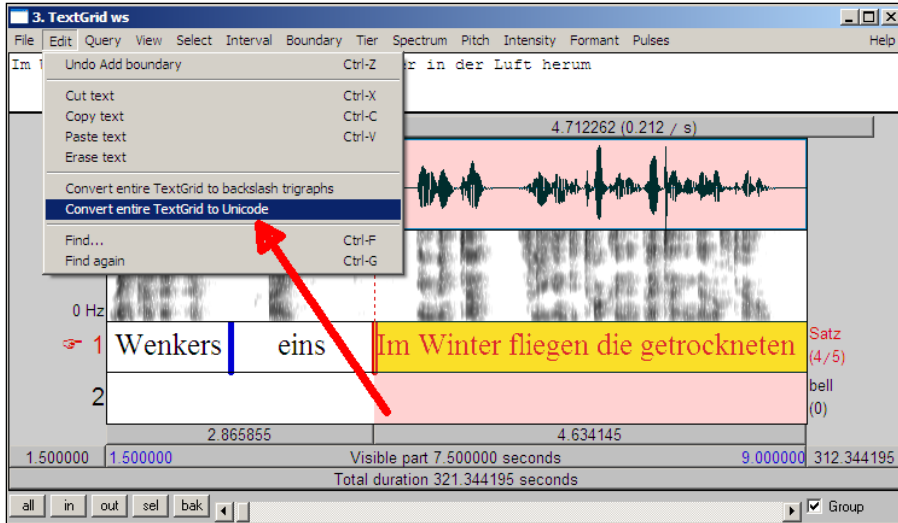 3. TextGrid ws
File Edit Query View Select Interval Boundary Tier Spectrum Pitch Intensity Formant Pulses Help
Im r in der Luft herum
Undo Add boundary Ctrl-Z
Cut text Ctrl-X
Copy text Ctrl-C
Paste text Ctrl-V
Erase text
Convert entire TextGrid to backslash trigraphs
Convert entire TextGrid to Unicode
Find... Ctrl-F
Find again Ctrl-G
4.712262 (0.212 / s)
0 Hz
1 Wenkers eins Im Winter fliegen die getrockneten Satz
(4/5)
2 bell
(0)
2.865855 4.634145
1.500000 1.500000 Visible part 7.500000 seconds 9.000000 312.344195
Total duration 321.344195 seconds
all in out sel bak Group